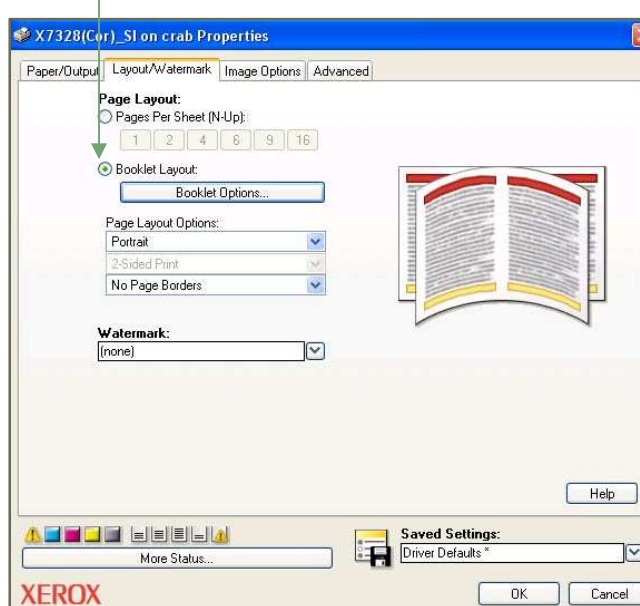 X7328(Cor)_SI on crab Properties
Paper/Output Layout/Watermark Image Options Advanced
Page Layout:
Pages Per Sheet (N-Up):
1 2 4 6 9 16
Booklet Layout:
Booklet Options...
Page Layout Options:
Portrait
2-Sided Print
No Page Borders
Watermark:
(none)
Help
Saved Settings:
Driver Defaults *
More Status...
XEROX
OK Cancel